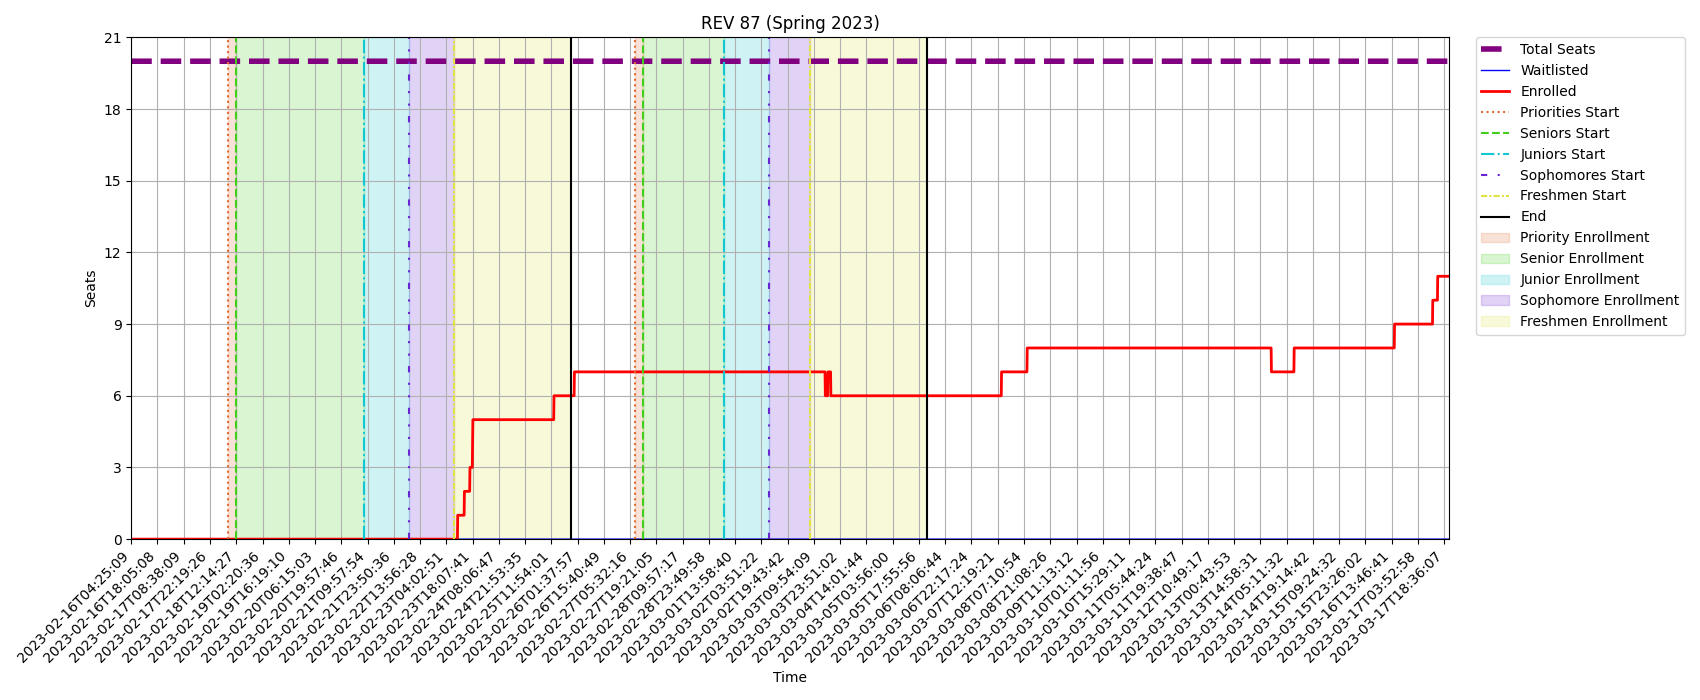 REV 87 (Spring 2023)
21
18
15
12
9
6
3
0
Seats
2023-02-16T04:25:09
2023-02-16T18:05:08
2023-02-17T08:38:09
2023-02-17T22:19:26
2023-02-18T12:14:27
2023-02-19T02:20:36
2023-02-19T16:19:10
2023-02-20T06:15:03
2023-02-20T19:57:46
2023-02-21T09:57:54
2023-02-21T23:50:36
2023-02-22T13:56:28
2023-02-23T04:02:51
2023-02-23T18:07:41
2023-02-24T08:06:47
2023-02-24T21:53:35
2023-02-25T11:54:01
2023-02-26T01:37:57
2023-02-26T15:40:49
2023-02-27T05:32:16
2023-02-27T19:21:05
2023-02-28T09:57:17
2023-02-28T23:49:58
2023-03-01T13:58:40
2023-03-02T03:51:22
2023-03-02T19:43:42
2023-03-03T09:54:09
2023-03-03T23:51:02
2023-03-04T14:01:44
2023-03-05T03:56:00
2023-03-05T17:55:56
2023-03-06T08:06:44
2023-03-06T22:17:24
2023-03-07T12:19:21
2023-03-08T07:10:54
2023-03-08T21:08:26
2023-03-09T11:13:12
2023-03-10T01:11:56
2023-03-10T15:29:11
2023-03-11T05:44:24
2023-03-11T19:38:47
2023-03-12T10:49:17
2023-03-13T00:43:53
2023-03-13T14:58:31
2023-03-14T05:11:32
2023-03-14T19:14:42
2023-03-15T09:24:32
2023-03-15T23:26:02
2023-03-16T13:46:41
2023-03-17T03:52:58
2023-03-17T18:36:07
Time
Total Seats
Waitlisted
Enrolled
Priorities Start
Seniors Start
Juniors Start
Sophomores Start
Freshmen Start
End
Priority Enrollment
Senior Enrollment
Junior Enrollment
Sophomore Enrollment
Freshmen Enrollment